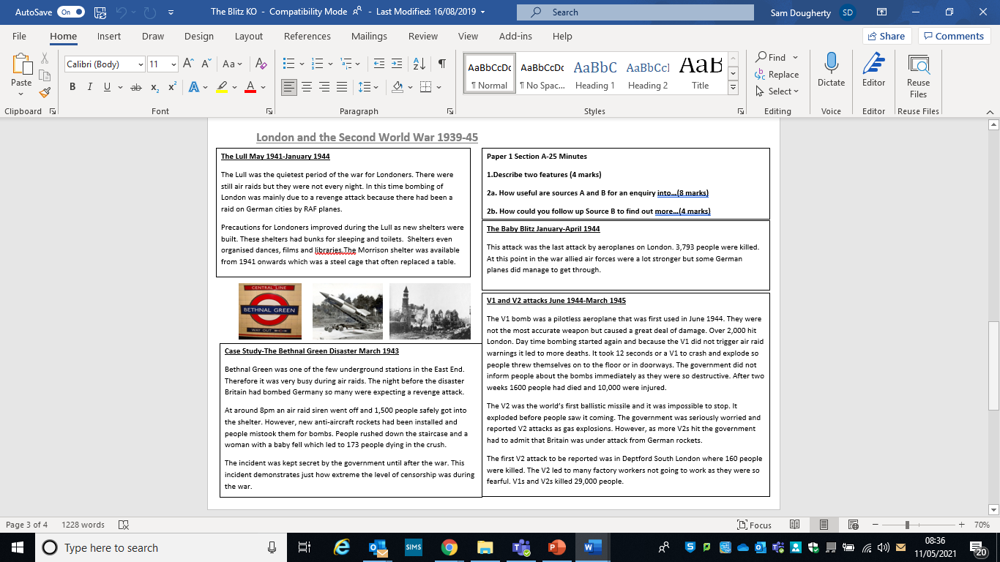 AutoSave On The Blitz KO - Compatibility Mode - Last Modified: 16/08/2019 Search Sam Dougherty SD
File Home Insert Draw Design Layout References Mailings Review View Add-ins Help Share Comments
Calibri (Body) 11 A A Aa A
AaBbCcDc AaBbCcDc AaBbC AaBbCcI AaB
Find
Paste
B I U ab x₂ x² A A
¶ Normal ¶ No Spac... Heading 1 Heading 2 Title
Replace
Select
Dictate Editor Reuse Files
Clipboard Font Paragraph Styles Editing Voice Editor Reuse Files
London and the Second World War 1939-45
The Lull May 1941-January 1944
The Lull was the quietest period of the war for Londoners. There were
still air raids but they were not every night. In this time bombing of
London was mainly due to a revenge attack because there had been a
raid on German cities by RAF planes.
Precautions for Londoners improved during the Lull as new shelters were
built. These shelters had bunks for sleeping and toilets. Shelters even
organised dances, films and libraries.The Morrison shelter was available
from 1941 onwards which was a steel cage that often replaced a table.
CENTRAL LINE
BETHNAL GREEN
WAY OUT
Case Study-The Bethnal Green Disaster March 1943
Bethnal Green was one of the few underground stations in the East End.
Therefore it was very busy during air raids. The night before the disaster
Britain had bombed Germany so many were expecting a revenge attack.
At around 8pm an air raid siren went off and 1,500 people safely got into
the shelter. However, new anti-aircraft rockets had been installed and
people mistook them for bombs. People rushed down the staircase and a
woman with a baby fell which led to 173 people dying in the crush.
The incident was kept secret by the government until after the war. This
incident demonstrates just how extreme the level of censorship was during
the war.
Paper 1 Section A-25 Minutes
1.Describe two features (4 marks)
2a. How useful are sources A and B for an enquiry into...(8 marks)
2b. How could you follow up Source B to find out more...(4 marks)
The Baby Blitz January-April 1944
This attack was the last attack by aeroplanes on London. 3,793 people were killed.
At this point in the war allied air forces were a lot stronger but some German
planes did manage to get through.
V1 and V2 attacks June 1944-March 1945
The V1 bomb was a pilotless aeroplane that was first used in June 1944. They were
not the most accurate weapon but caused a great deal of damage. Over 2,000 hit
London. Day time bombing started again and because the V1 did not trigger air raid
warnings it led to more deaths. It took 12 seconds or a V1 to crash and explode so
people threw themselves on to the floor or in doorways. The government did not
inform people about the bombs immediately as they were so destructive. After two
weeks 1600 people had died and 10,000 were injured.
The V2 was the world's first ballistic missile and it was impossible to stop. It
exploded before people saw it coming. The government was seriously worried and
reported V2 attacks as gas explosions. However, as more V2s hit the government
had to admit that Britain was under attack from German rockets.
The first V2 attack to be reported was in Deptford South London where 160 people
were killed. The V2 led to many factory workers not going to work as they were so
fearful. V1s and V2s killed 29,000 people.
Page 3 of 4 1228 words Focus 70%
Type here to search SIMS 08:36
11/05/2021 20